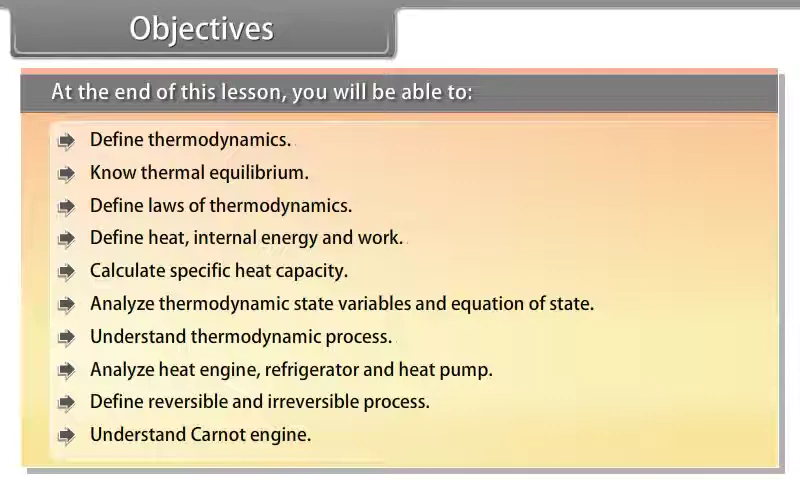 Objectives
At the end of this lesson, you will be able to:
Define thermodynamics.
Know thermal equilibrium.
Define laws of thermodynamics.
Define heat, internal energy and work.
Calculate specific heat capacity.
Analyze thermodynamic state variables and equation of state.
Understand thermodynamic process.
Analyze heat engine, refrigerator and heat pump.
Define reversible and irreversible process.
Understand Carnot engine.